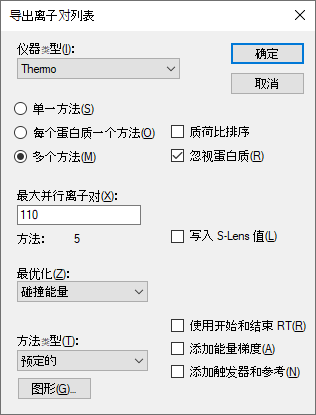 导出离子对列表
仪器类型(I):
Thermo
确定
取消
单一方法(S)
每个蛋白质一个方法(O)
质荷比排序
多个方法(M)
忽视蛋白质(R)
最大并行离子对(X):
110
方法: 5
写入 S-Lens 值(L)
最优化(Z):
碰撞能量
使用开始和结束 RT(R)
方法类型(T):
添加能量梯度(A)
预定的
添加触发器和参考(N)
图形(G)...